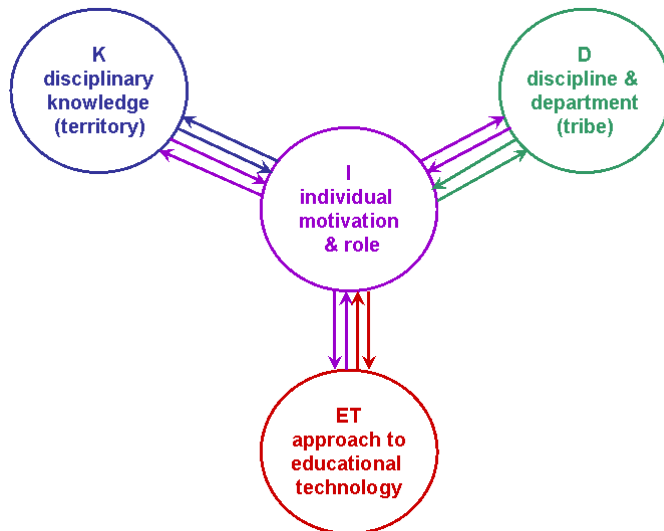 K
disciplinary
knowledge
(territory)
D
discipline &
department
(tribe)
I
individual
motivation
& role
ET
approach to
educational
technology